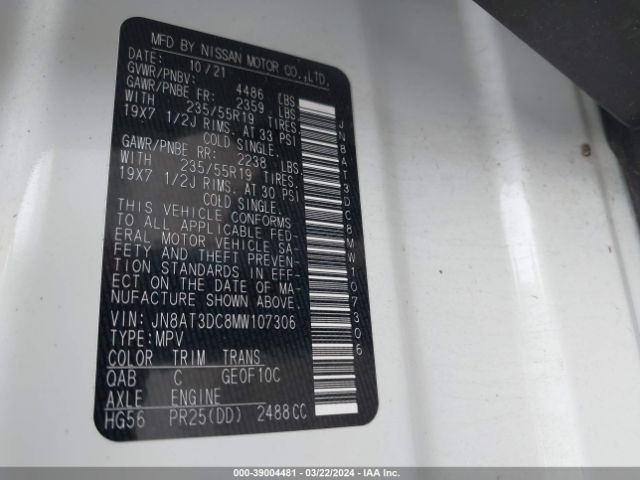 MFD BY NISSAN MOTOR CO.,LTD.
DATE: 10/21
GVWR/PNBV: 4486 LBS
GAWR/PNBE FR: 2359 LBS
WITH 235/55R19 TIRES.
19X7 1/2J RIMS. AT 33 PSI
COLD SINGLE.
GAWR/PNBE RR: 2238 LBS.
WITH 235/55R19 TIRES.
19X7 1/2J RIMS. AT 30 PSI
COLD SINGLE.
THIS VEHICLE CONFORMS
TO ALL APPLICABLE FED-
ERAL MOTOR VEHICLE SA-
FETY AND THEFT PREVEN-
TION STANDARDS IN EFF-
ECT ON THE DATE OF MA-
NUFACTURE SHOWN ABOVE.
VIN: JN8AT3DC8MW107306
TYPE:MPV
COLOR TRIM TRANS
QAB C GE0F10C
AXLE ENGINE
HG56 PR25(DD) 2488CC
JN8AT3DC8MW107306
000-39004481 - 03/22/2024 - IAA Inc.